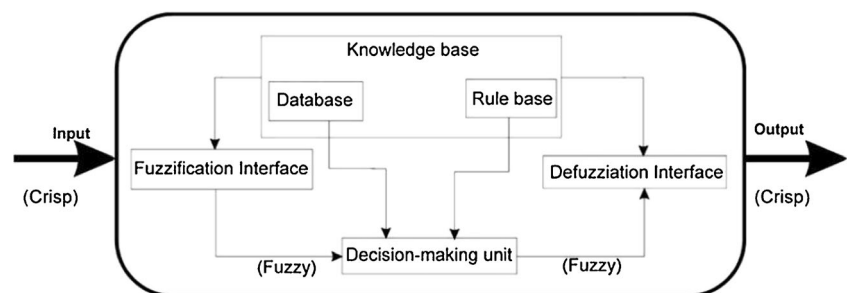 Knowledge base
Database
Rule base
Input
(Crisp)
Fuzzification Interface
Defuzziation Interface
Output
(Crisp)
Decision-making unit
(Fuzzy)
(Fuzzy)